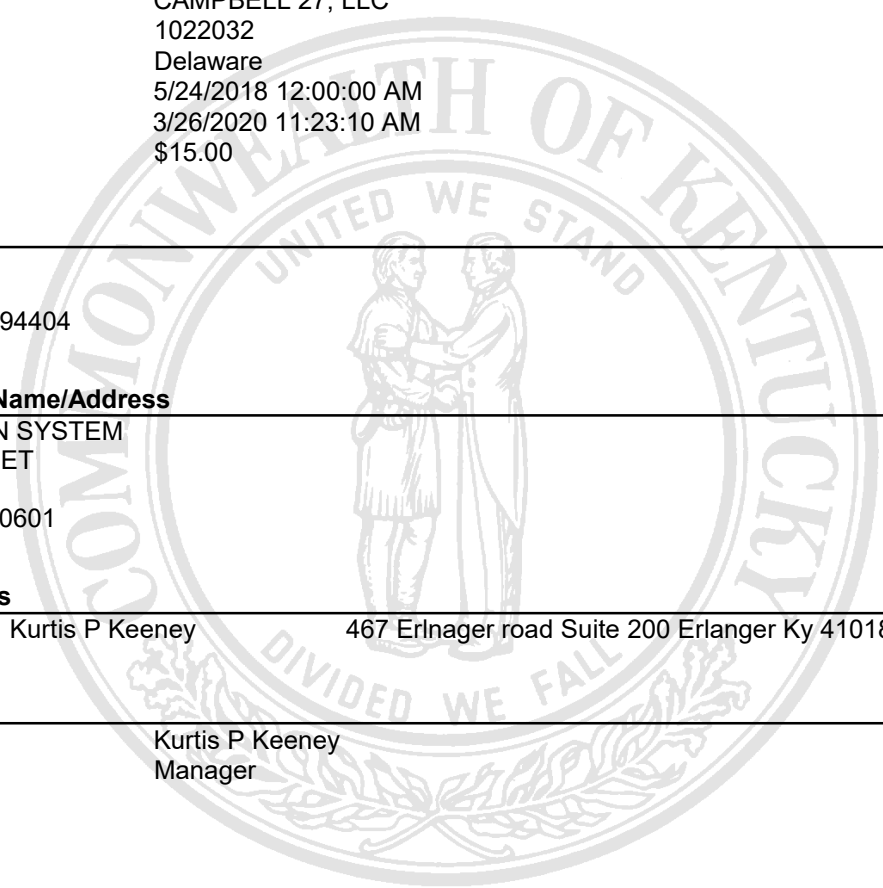 CAMPBELL 27, LLC
1022032
Delaware
5/24/2018 12:00:00 AM
3/26/2020 11:23:10 AM
$15.00
94404
Name/Address
N SYSTEM
ET
0601
s
Kurtis P Keeney 467 Erlnager road Suite 200 Erlanger Ky 41018
Kurtis P Keeney
Manager
COMMONWEALTH OF KENTUCKY
UNITED WE STAND
DIVIDED WE FALL